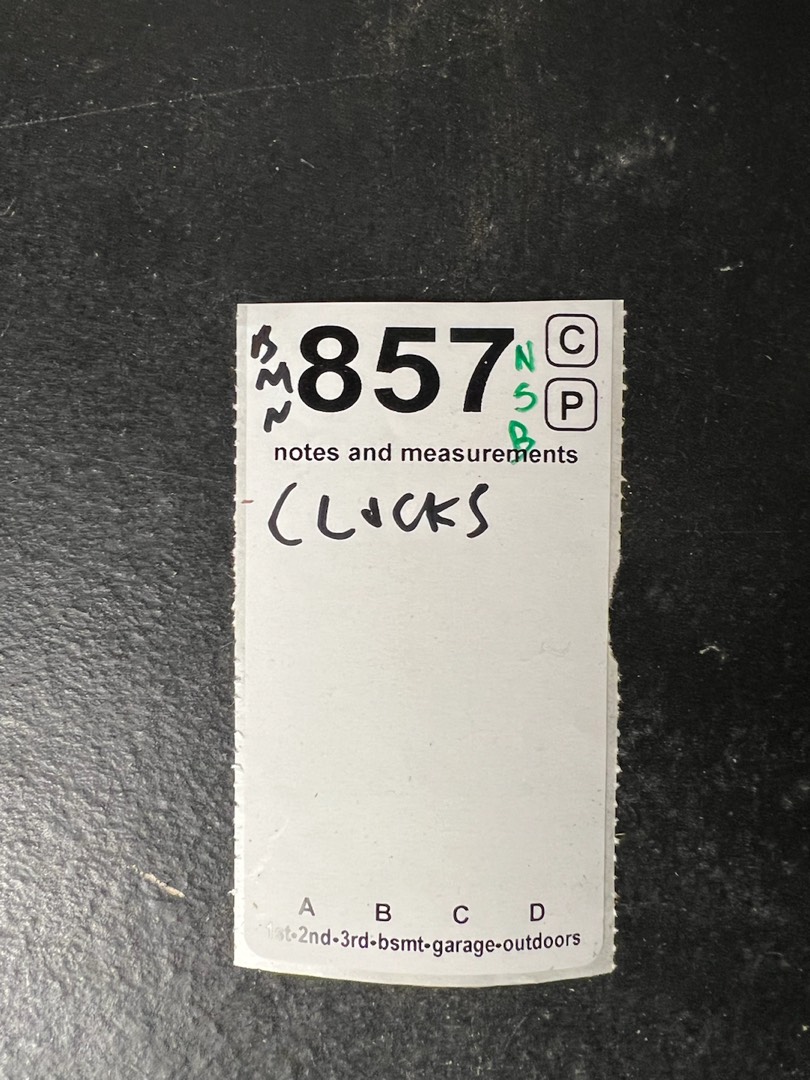 B
M
N
857
N
S
B
C
P
notes and measurements
CLOCKS
A B C D
1st•2nd•3rd•bsmt•garage•outdoors